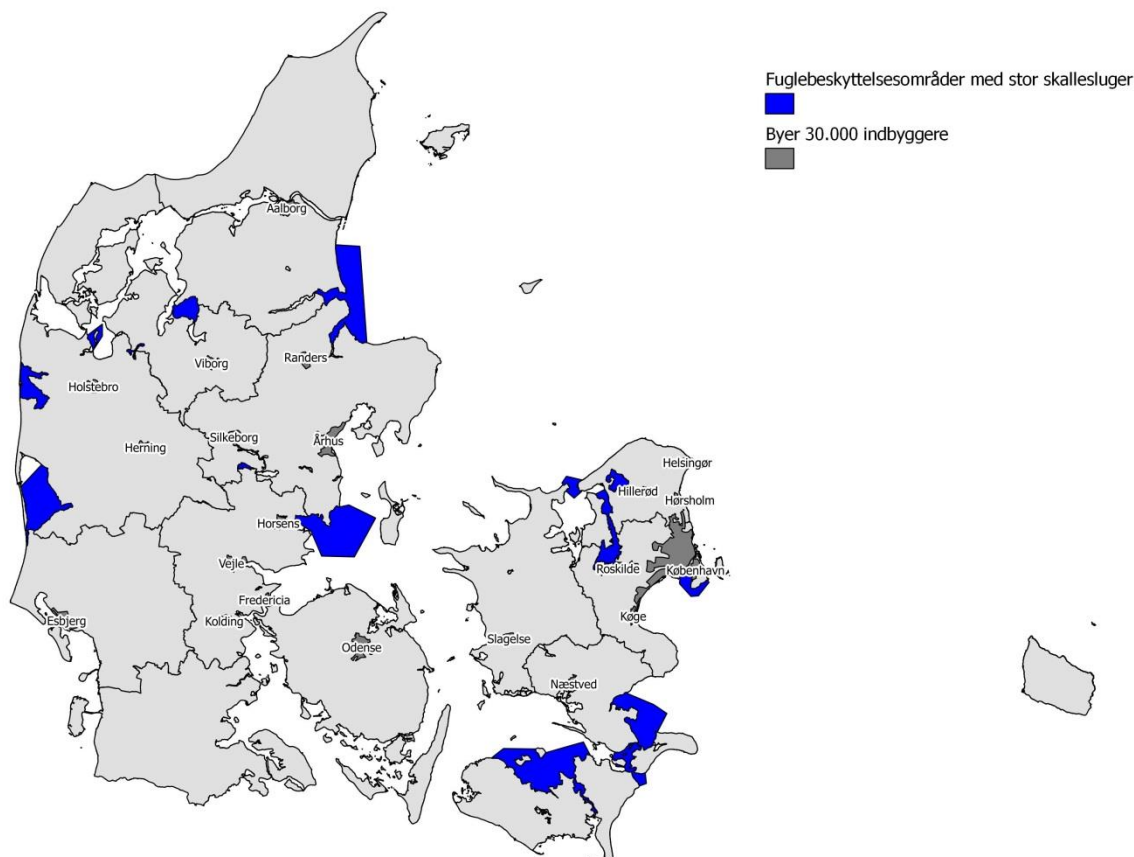 Fuglebeskyttelsesområder med stor skallesluger
Byer 30.000 indbyggere
Aalborg
Viborg
Randers
Holstebro
Silkeborg
Århus
Herning
Helsingør
Hillerød
Hørsholm
Horsens
Vejle
Roskilde
København
Fredericia
Esbjerg
Kolding
Køge
Odense
Slagelse
Næstved